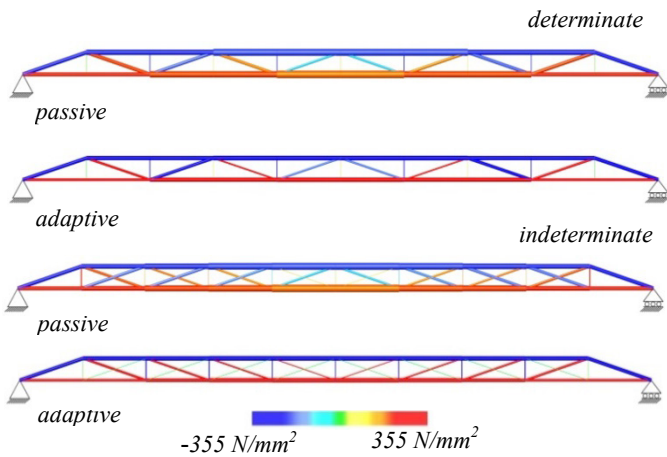 determinate
passive
adaptive
indeterminate
passive
adaptive
-355 N/mm²
355 N/mm²